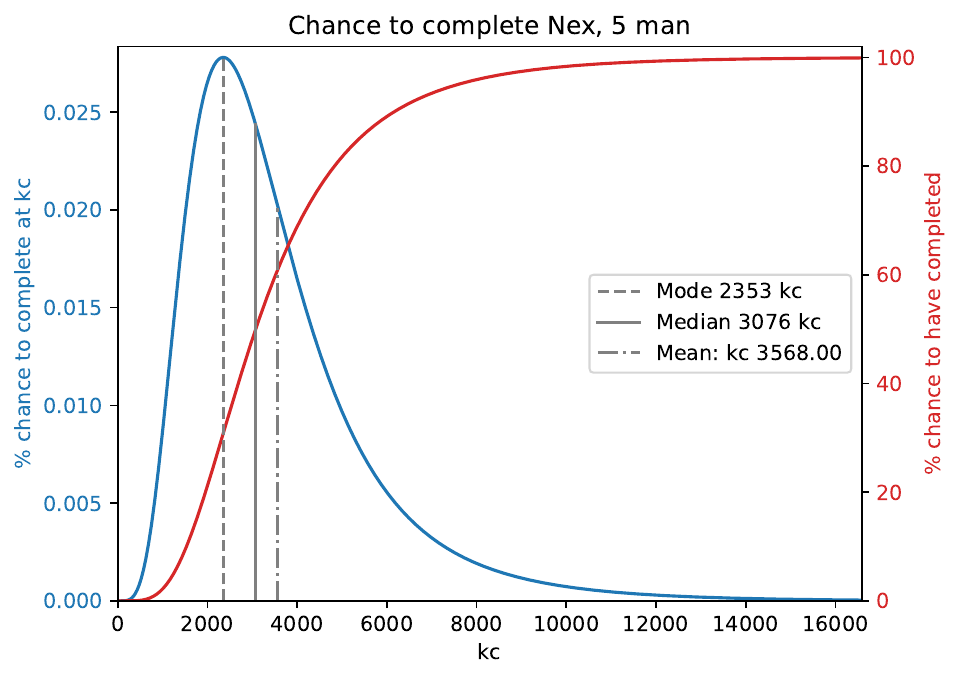 Chance to complete Nex, 5 man
% chance to complete at kc
0.025
0.020
0.015
0.010
0.005
0.000
Mode 2353 kc
Median 3076 kc
Mean: kc 3568.00
100
80
60
40
20
0
% chance to have completed
0 2000 4000 6000 8000 10000 12000 14000 16000
kc